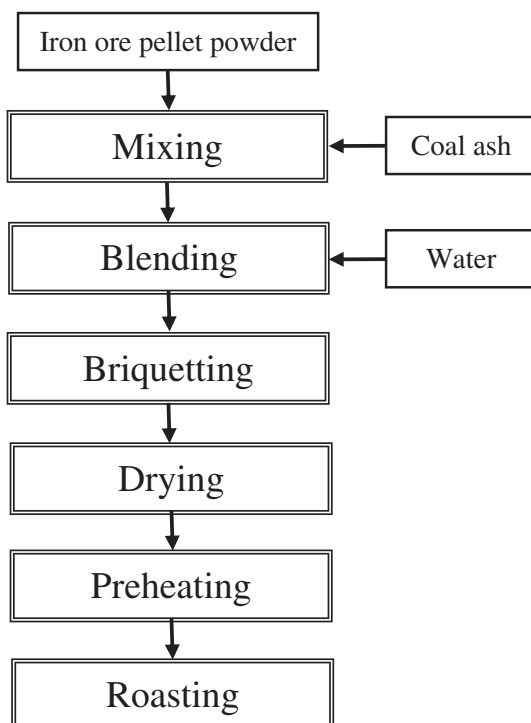 Iron ore pellet powder
Mixing
Coal ash
Blending
Water
Briquetting
Drying
Preheating
Roasting